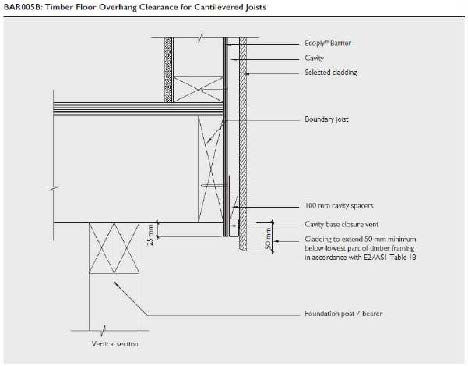 BAR005B: Timber Floor Overhang Clearance for Cantilevered Joists
Ecoply® Barrier
Cavity
Selected cladding
Boundary Joist
100 mm cavity spacers
Cavity base closure vent
Cladding to extend 50 mm minimum
below lowest part of timber framing
in accordance with E2/AS1 Table 18
25 mm
50 mm
Foundation post / bearer
Vertical section